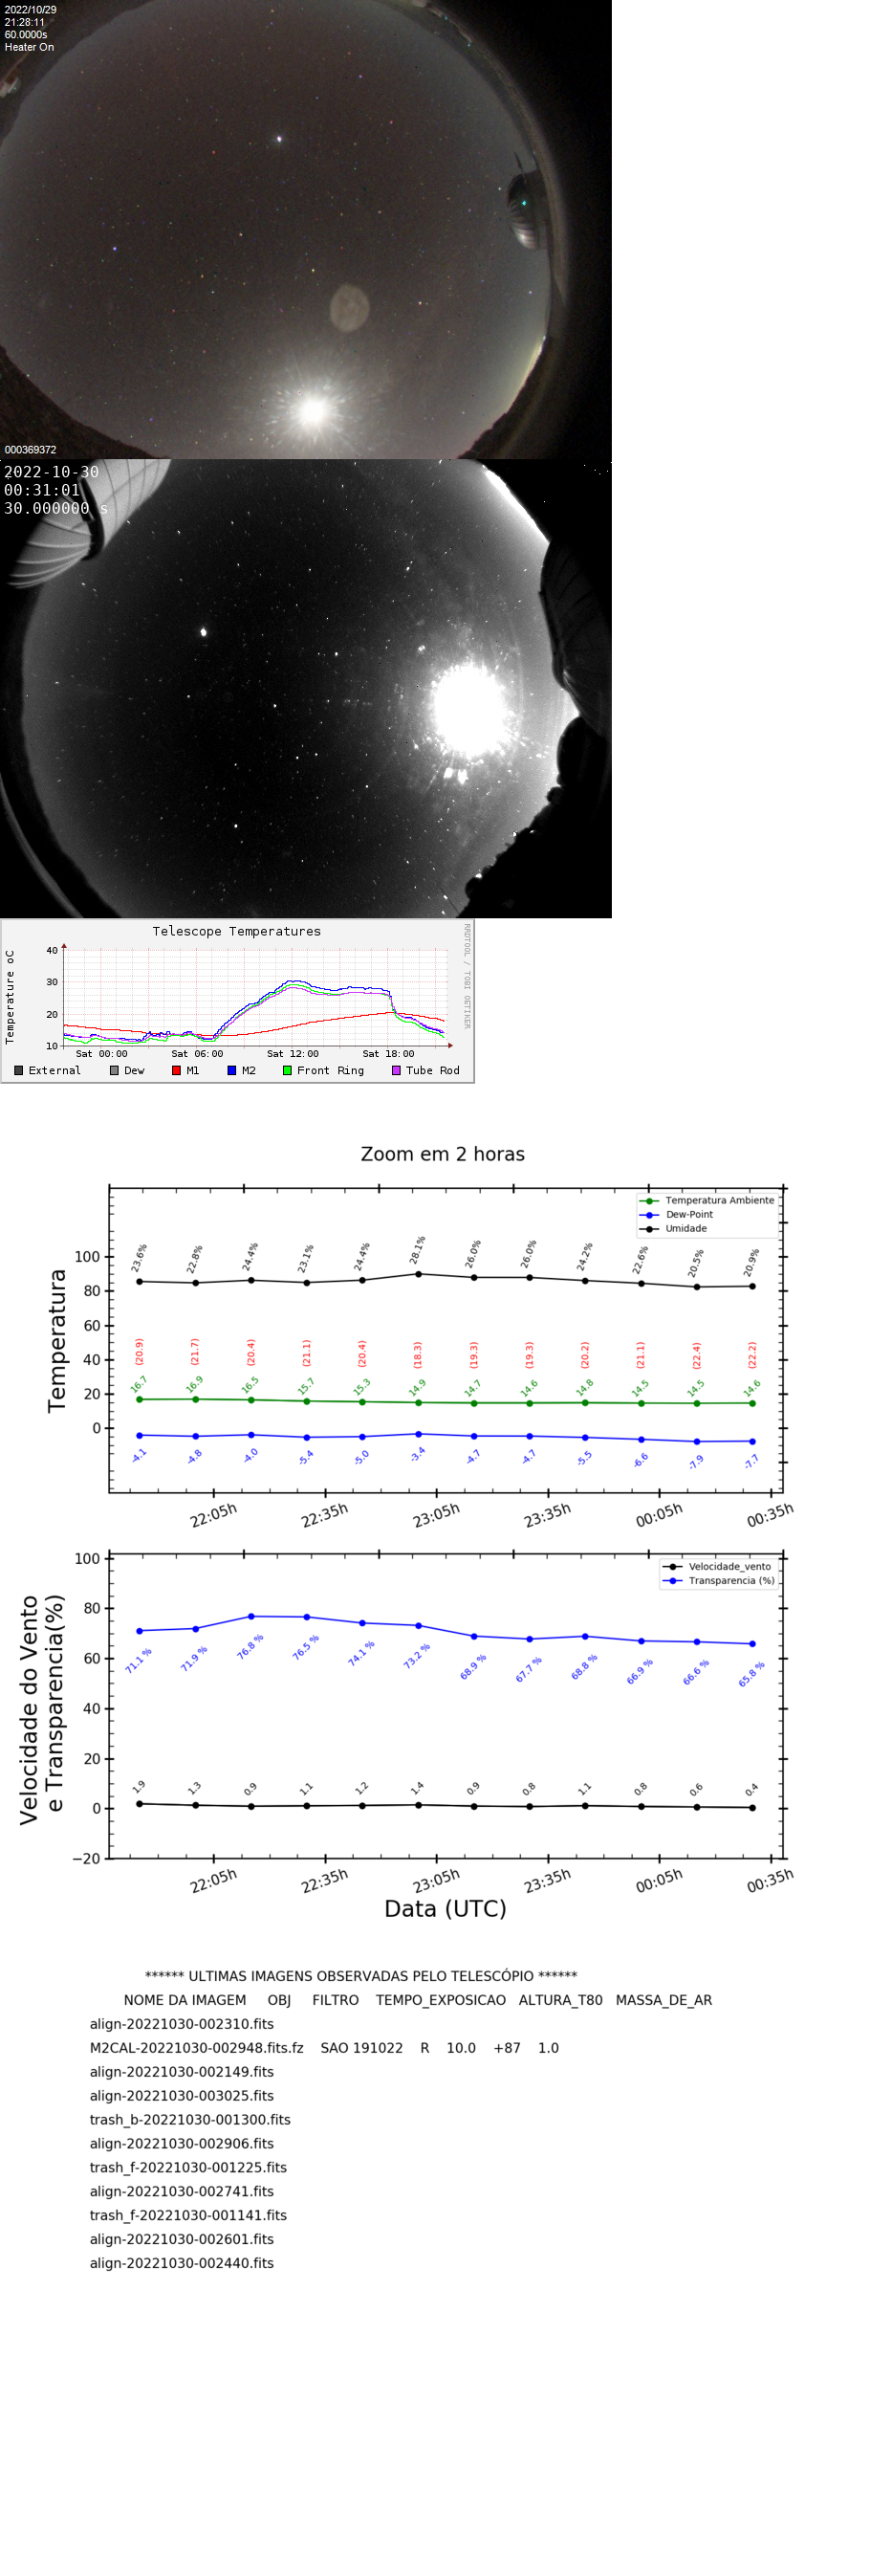 2022/10/29
21:28:11
60.0000s
Heater On
000369372
2022-10-30
00:31:01
30.000000 s
Telescope Temperatures
RRDTOOL / TOBI OETIKER
Temperature oC
40
30
20
10
Sat 00:00 Sat 06:00 Sat 12:00 Sat 18:00
External Dew M1 M2 Front Ring Tube Rod
Zoom em 2 horas
Temperatura Ambiente
Dew-Point
Umidade
Temperatura
100
80
60
40
20
0
23.6% 22.8% 24.4% 23.1% 24.4% 28.1% 26.0% 26.0% 24.2% 22.6% 20.5% 20.9%
(20.9) (21.7) (20.4) (21.1) (20.4) (18.3) (19.3) (19.3) (20.2) (21.1) (22.4) (22.2)
16.7 16.9 16.5 15.7 15.3 14.9 14.7 14.6 14.8 14.5 14.5 14.6
-4.1 -4.8 -4.0 -5.4 -5.0 -3.4 -4.7 -4.7 -5.5 -6.6 -7.9 -7.7
22:05h 22:35h 23:05h 23:35h 00:05h 00:35h
Velocidade_vento
Transparencia (%)
Velocidade do Vento
e Transparencia(%)
100
80
60
40
20
0
−20
71.1 % 71.9 % 76.8 % 76.5 % 74.1 % 73.2 % 68.9 % 67.7 % 68.8 % 66.9 % 66.6 % 65.8 %
1.9 1.3 0.9 1.1 1.2 1.4 0.9 0.8 1.1 0.8 0.6 0.4
22:05h 22:35h 23:05h 23:35h 00:05h 00:35h
Data (UTC)
****** ULTIMAS IMAGENS OBSERVADAS PELO TELESCÓPIO ******
NOME DA IMAGEM OBJ FILTRO TEMPO_EXPOSICAO ALTURA_T80 MASSA_DE_AR
align-20221030-002310.fits
M2CAL-20221030-002948.fits.fz SAO 191022 R 10.0 +87 1.0
align-20221030-002149.fits
align-20221030-003025.fits
trash_b-20221030-001300.fits
align-20221030-002906.fits
trash_f-20221030-001225.fits
align-20221030-002741.fits
trash_f-20221030-001141.fits
align-20221030-002601.fits
align-20221030-002440.fits